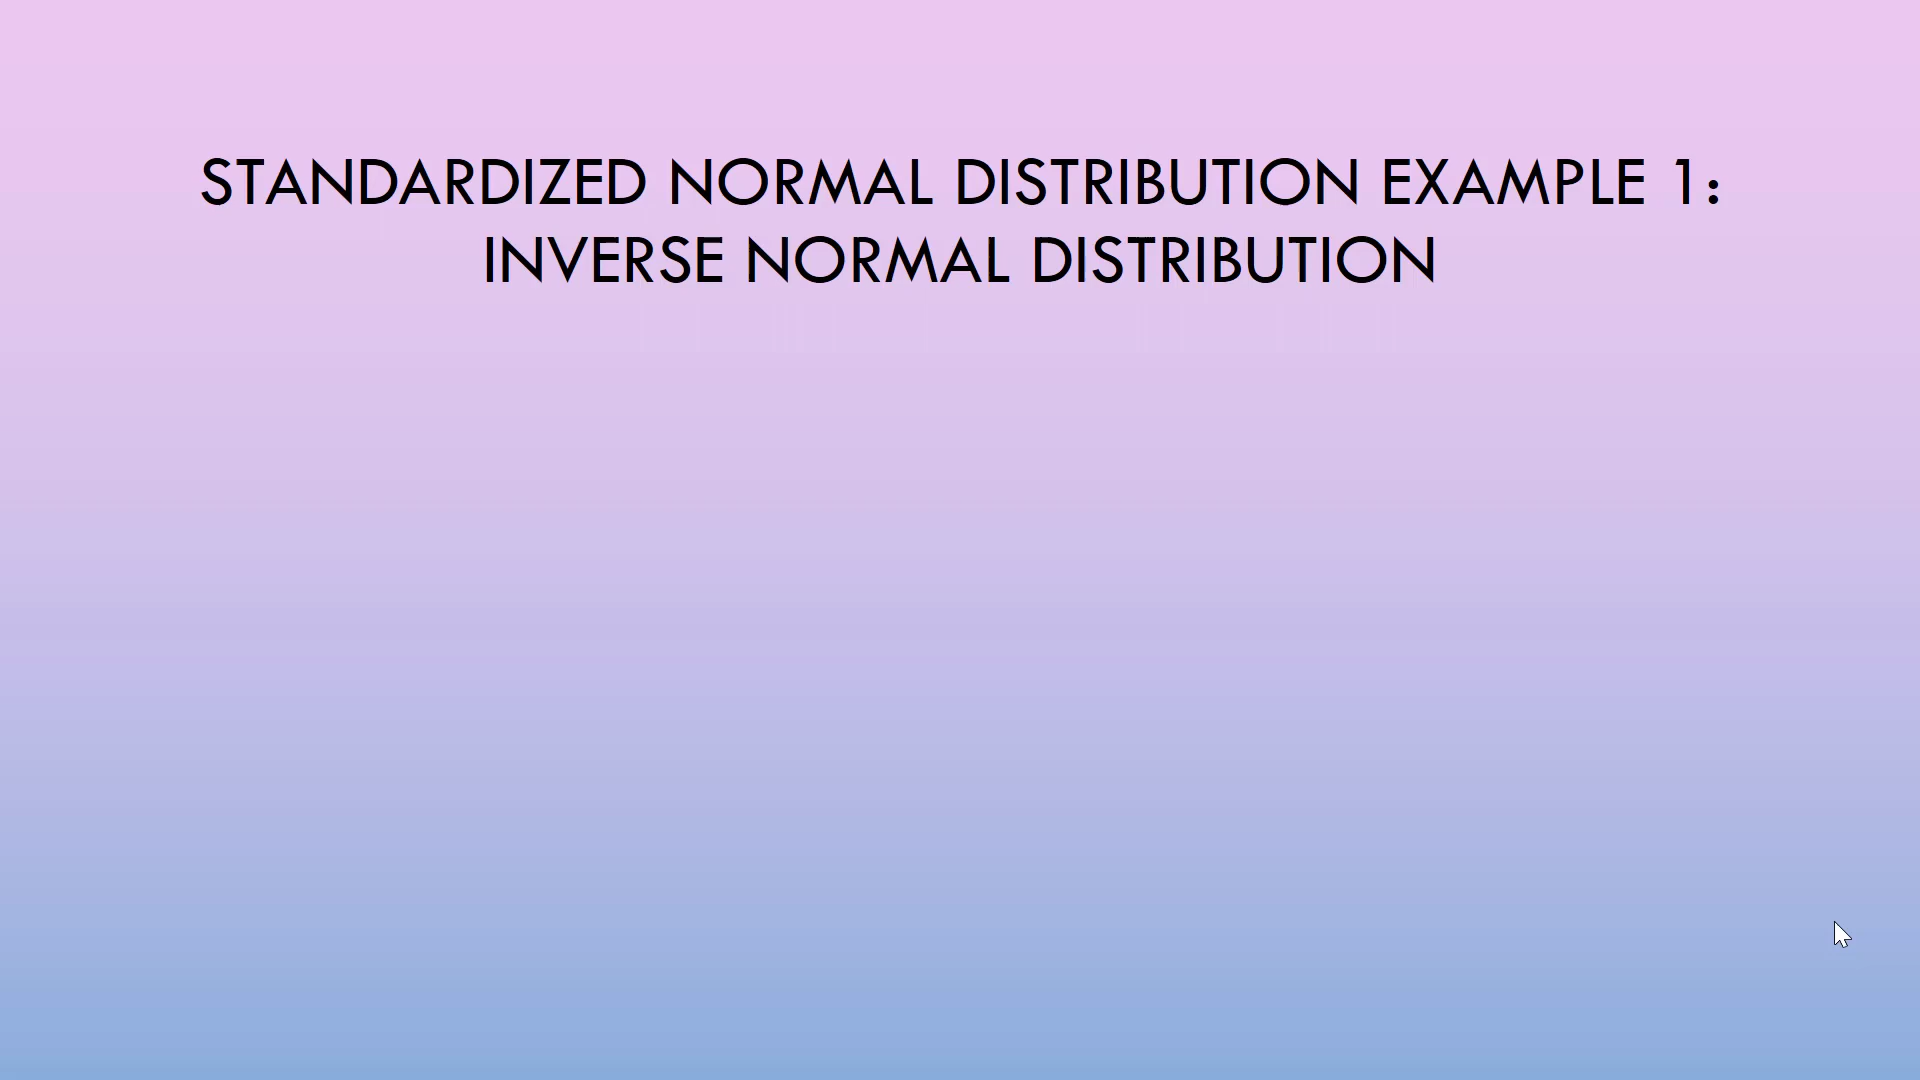 STANDARDIZED NORMAL DISTRIBUTION EXAMPLE 1:
INVERSE NORMAL DISTRIBUTION